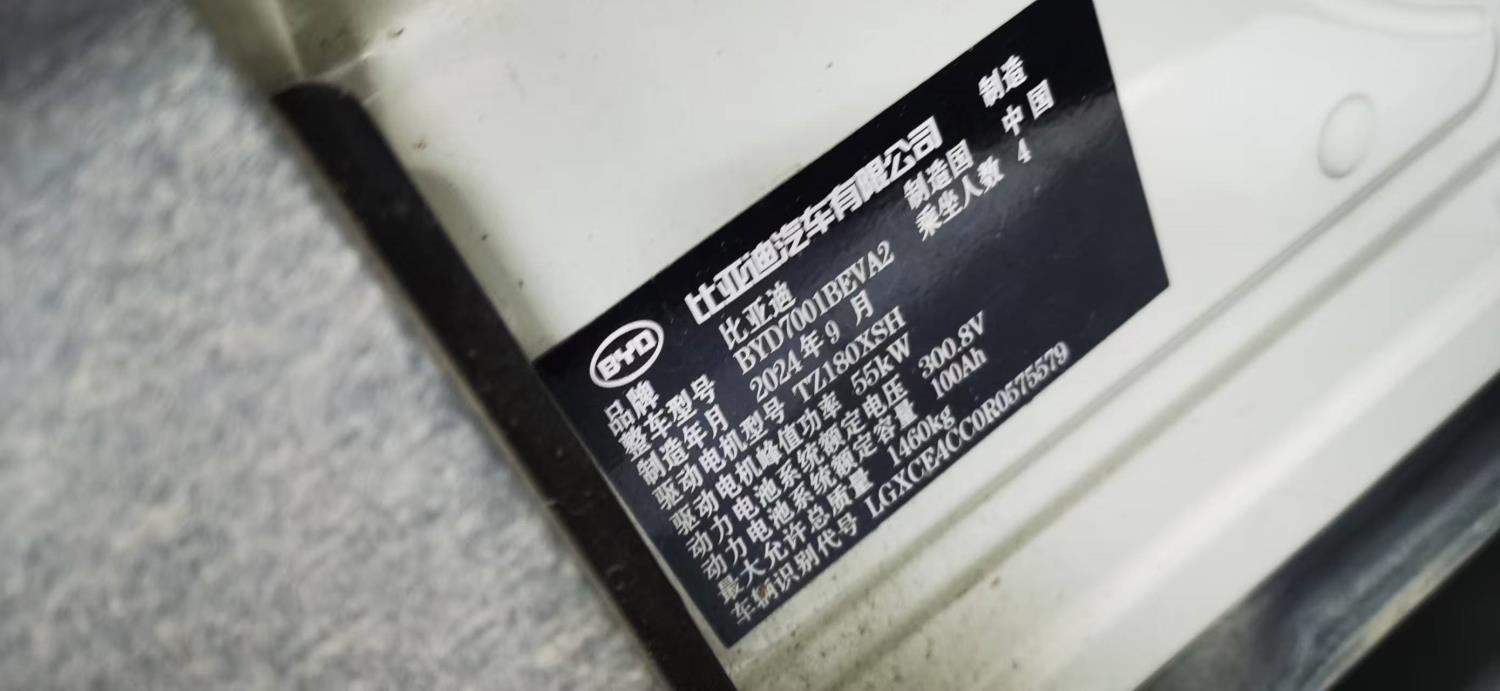 BYD 比亚迪汽车有限公司 制造
品牌 比亚迪 制造国 中国
整车型号 BYD7001BEVA2 乘坐人数 4
制造年月 2024年9月
驱动电机型号 TZ180XSH
驱动电机峰值功率 55kW
动力电池系统额定电压 300.8V
动力电池系统额定容量 100Ah
最大允许总质量 1460kg
车辆识别代号 LGXCE4CC0R0575579